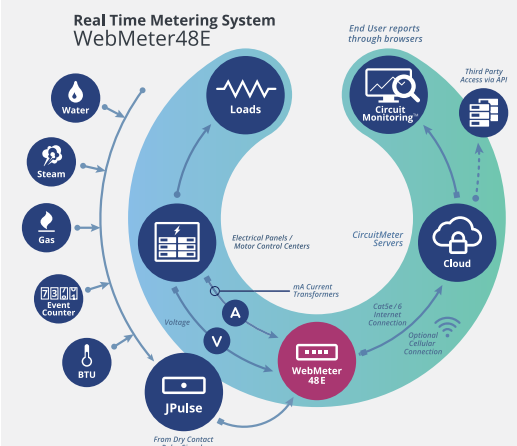 Real Time Metering System
WebMeter48E
End User reports
through browsers
Third Party
Access via API
Water
Loads
Circuit
Monitoring™
Steam
Gas
Electrical Panels /
Motor Control Centers
CircuitMeter
Servers
Cloud
mA Current
Transformers
Event
Counter
A
Voltage
V
Cat5e/6
Internet
Connection
Optional
Cellular
Connection
WebMeter
48E
BTU
JPulse
From Dry Contact